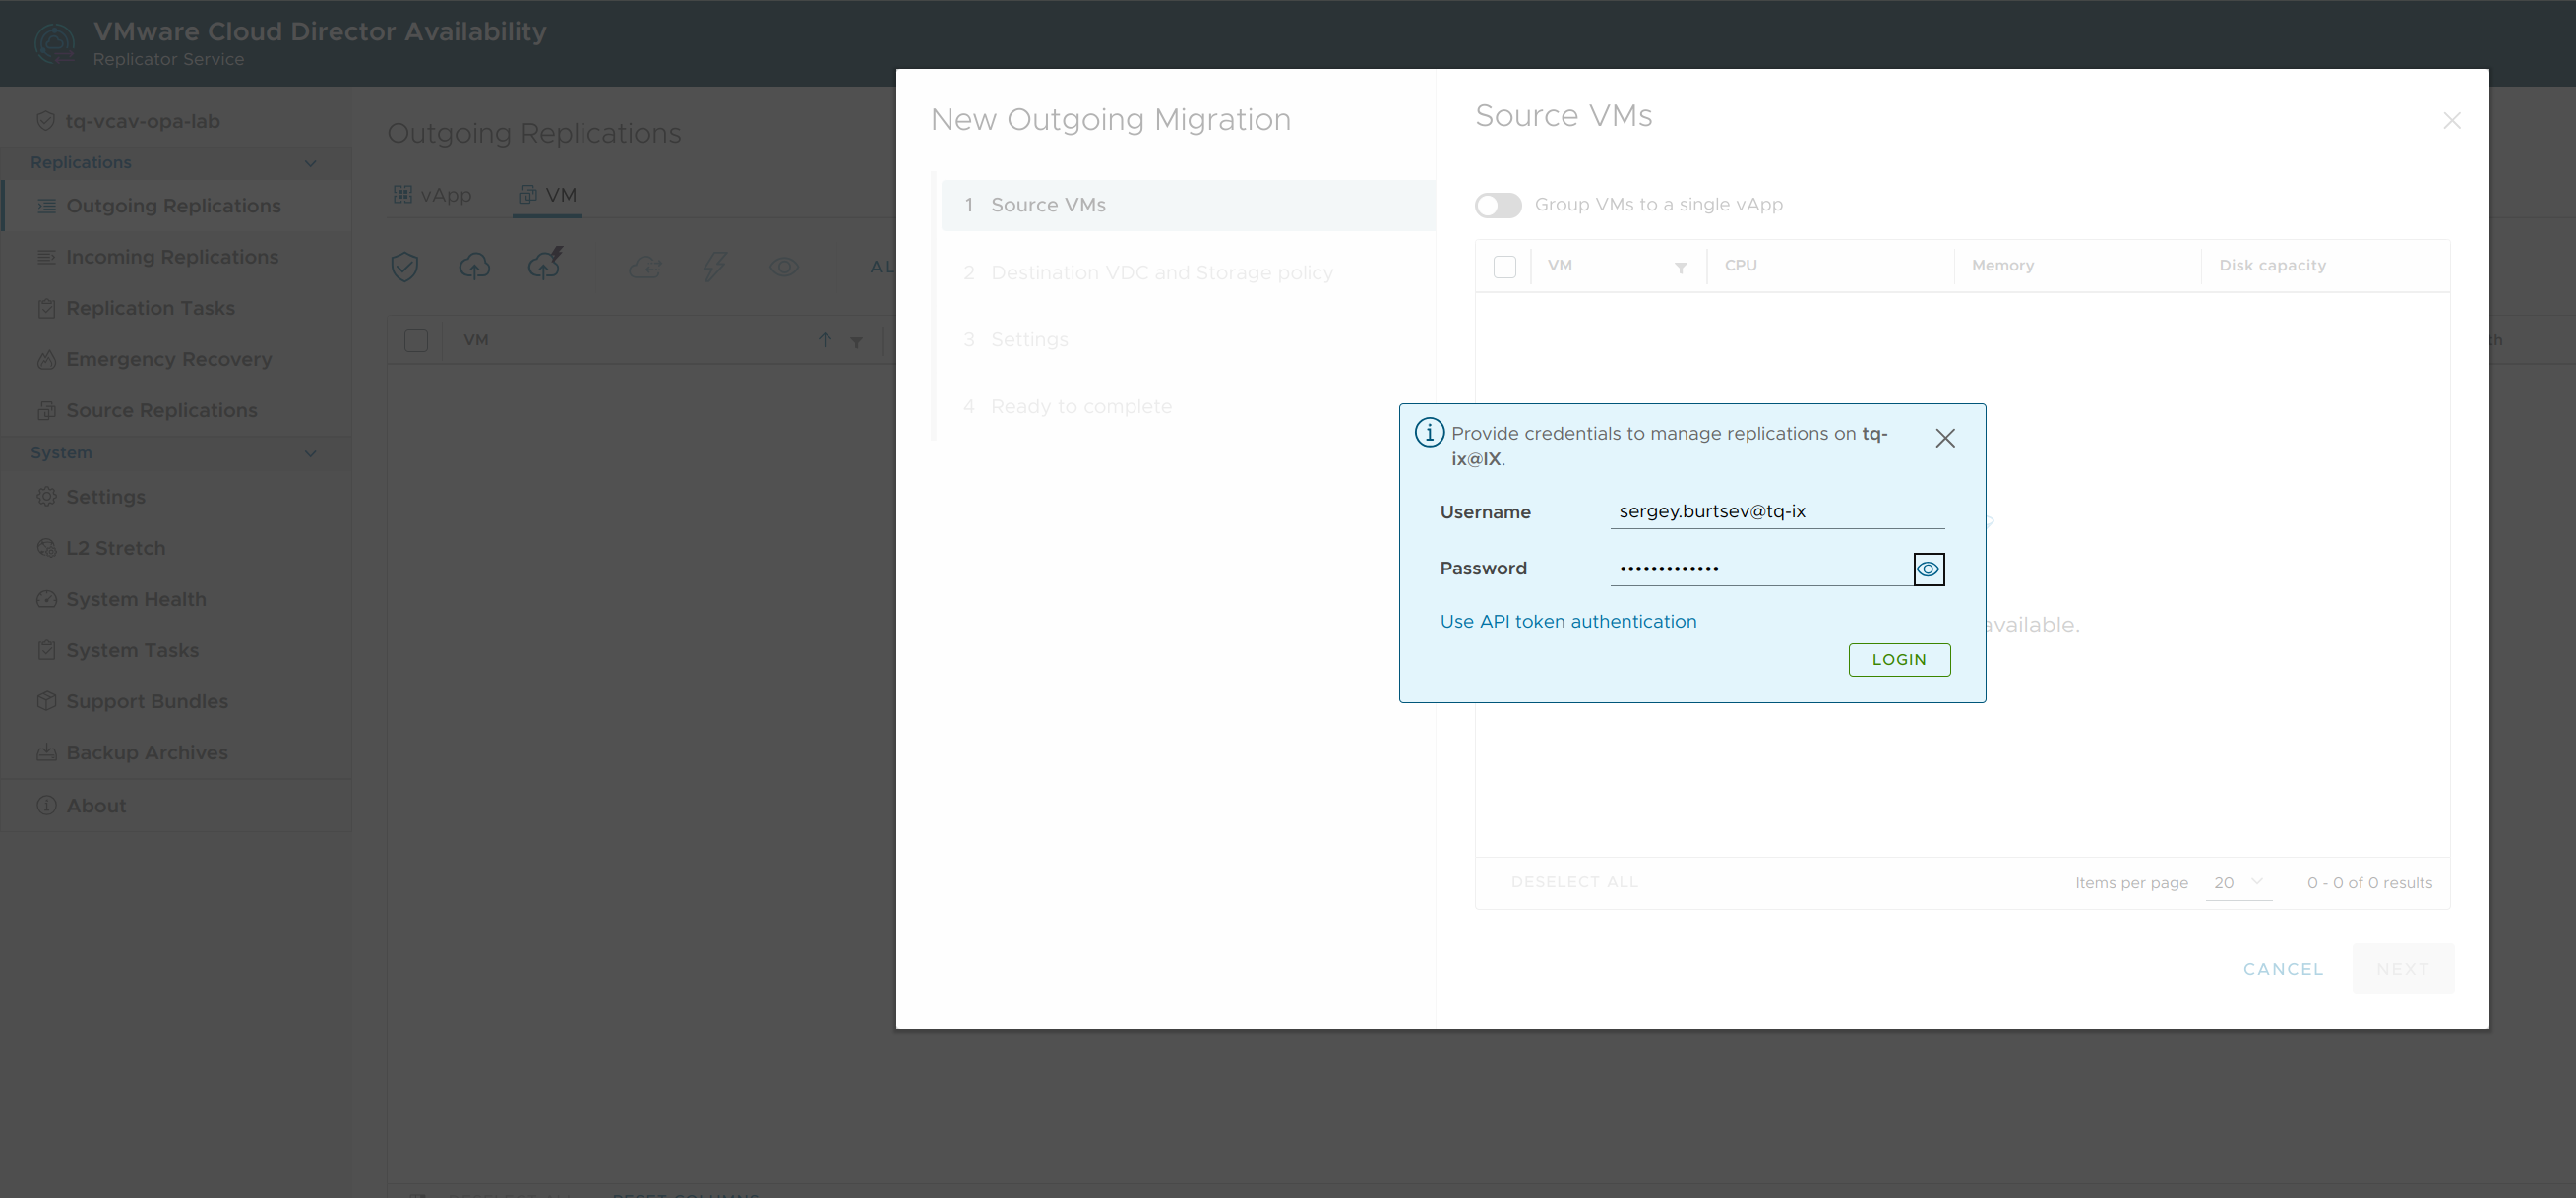 VMware Cloud Director Availability
Replicator Service
tq-vcav-opa-lab
Replications
Outgoing Replications
Incoming Replications
Replication Tasks
Emergency Recovery
Source Replications
System
Settings
L2 Stretch
System Health
System Tasks
Support Bundles
Backup Archives
About
Outgoing Replications
vApp VM
AL
VM
New Outgoing Migration
1 Source VMs
2 Destination VDC and Storage policy
3 Settings
4 Ready to complete
Source VMs
Group VMs to a single vApp
VM CPU Memory Disk capacity
Provide credentials to manage replications on tq-
ix@IX.
Username sergey.burtsev@tq-ix
Password •••••••••••••
Use API token authentication
LOGIN
available.
DESELECT ALL Items per page 20 0 - 0 of 0 results
CANCEL NEXT